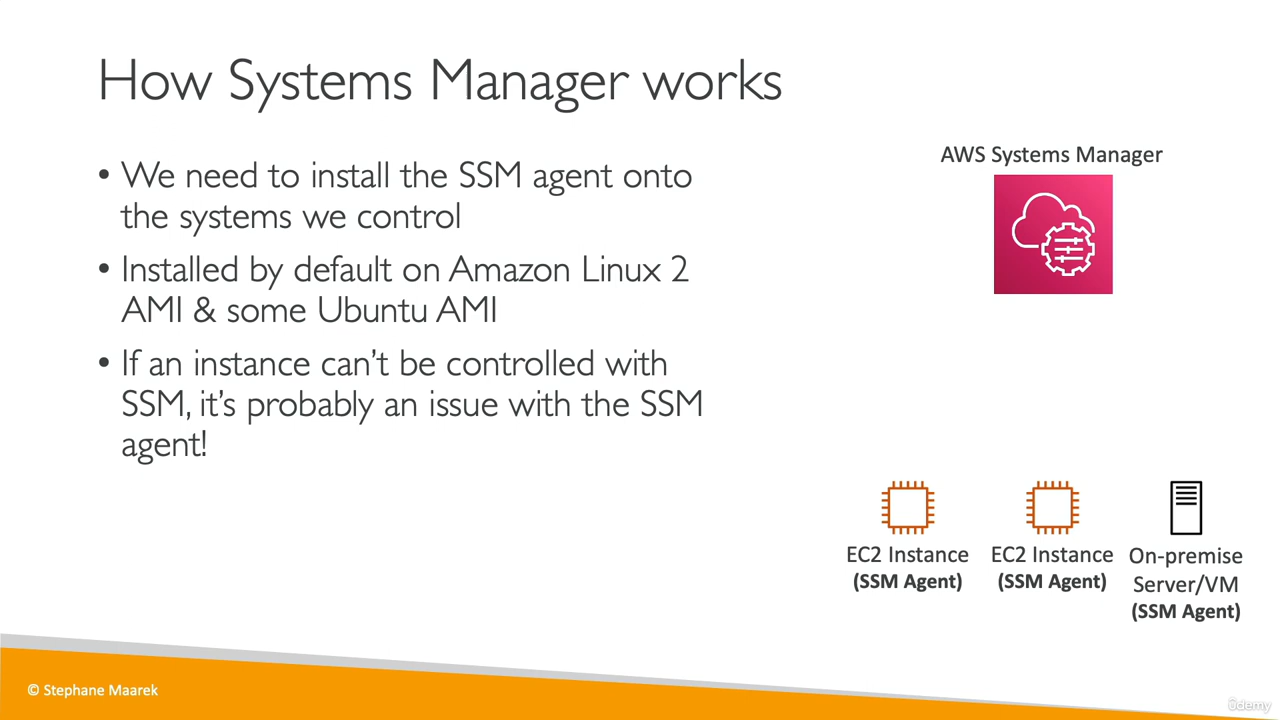 How Systems Manager works
• We need to install the SSM agent onto
the systems we control
• Installed by default on Amazon Linux 2
AMI & some Ubuntu AMI
• If an instance can’t be controlled with
SSM, it’s probably an issue with the SSM
agent!
AWS Systems Manager
EC2 Instance
(SSM Agent)
EC2 Instance
(SSM Agent)
On-premise
Server/VM
(SSM Agent)
© Stephane Maarek
ûdemy